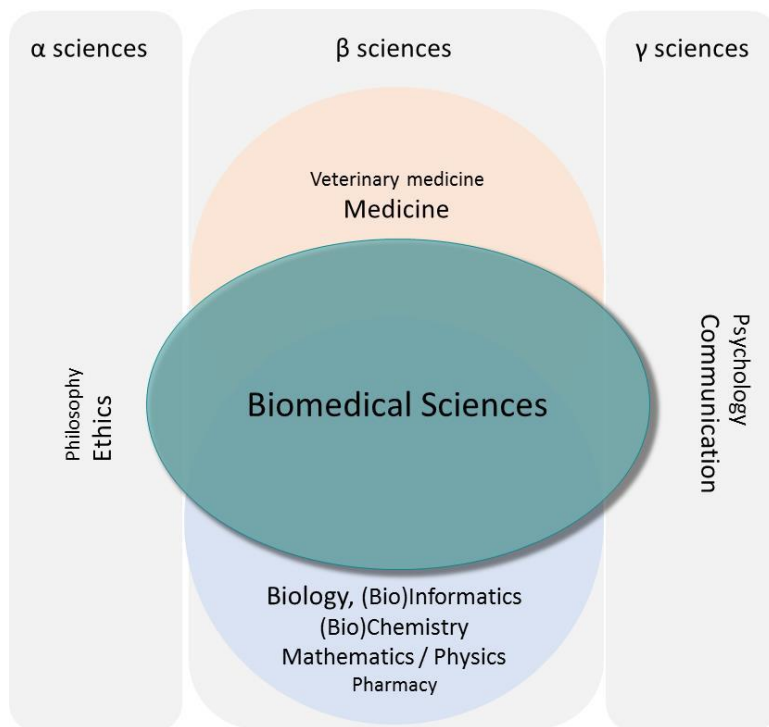 α sciences
β sciences
γ sciences
Veterinary medicine
Medicine
Philosophy
Ethics
Biomedical Sciences
Psychology
Communication
Biology, (Bio)Informatics
(Bio)Chemistry
Mathematics / Physics
Pharmacy